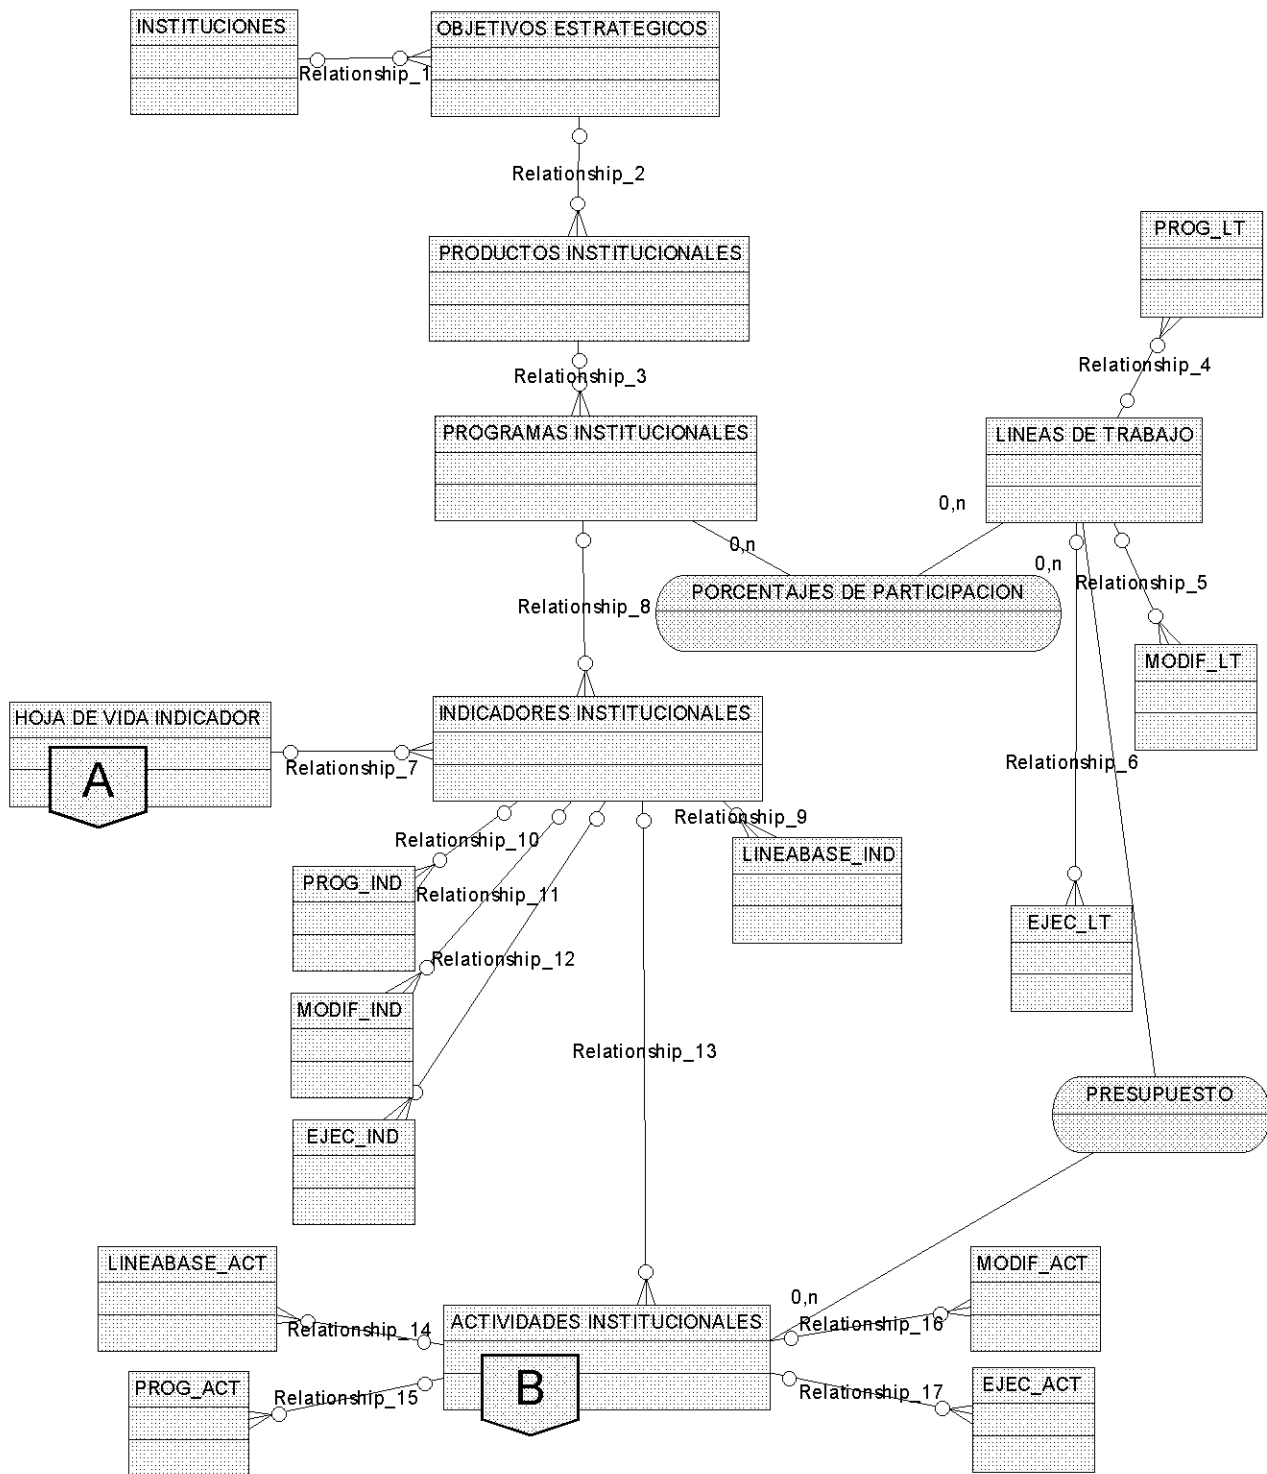 INSTITUCIONES
OBJETIVOS ESTRATEGICOS
Relationship_1
Relationship_2
PRODUCTOS INSTITUCIONALES
PROG_LT
Relationship_3
Relationship_4
PROGRAMAS INSTITUCIONALES
LINEAS DE TRABAJO
0,n
0,n
0,n
Relationship_5
PORCENTAJES DE PARTICIPACION
Relationship_8
MODIF_LT
HOJA DE VIDA INDICADOR
INDICADORES INSTITUCIONALES
A
Relationship_7
Relationship_6
Relationship_9
Relationship_10
LINEABASE_IND
PROG_IND
Relationship_11
EJEC_LT
Relationship_12
MODIF_IND
Relationship_13
PRESUPUESTO
EJEC_IND
LINEABASE_ACT
MODIF_ACT
0,n
Relationship_14
ACTIVIDADES INSTITUCIONALES
Relationship_16
B
PROG_ACT
Relationship_15
Relationship_17
EJEC_ACT